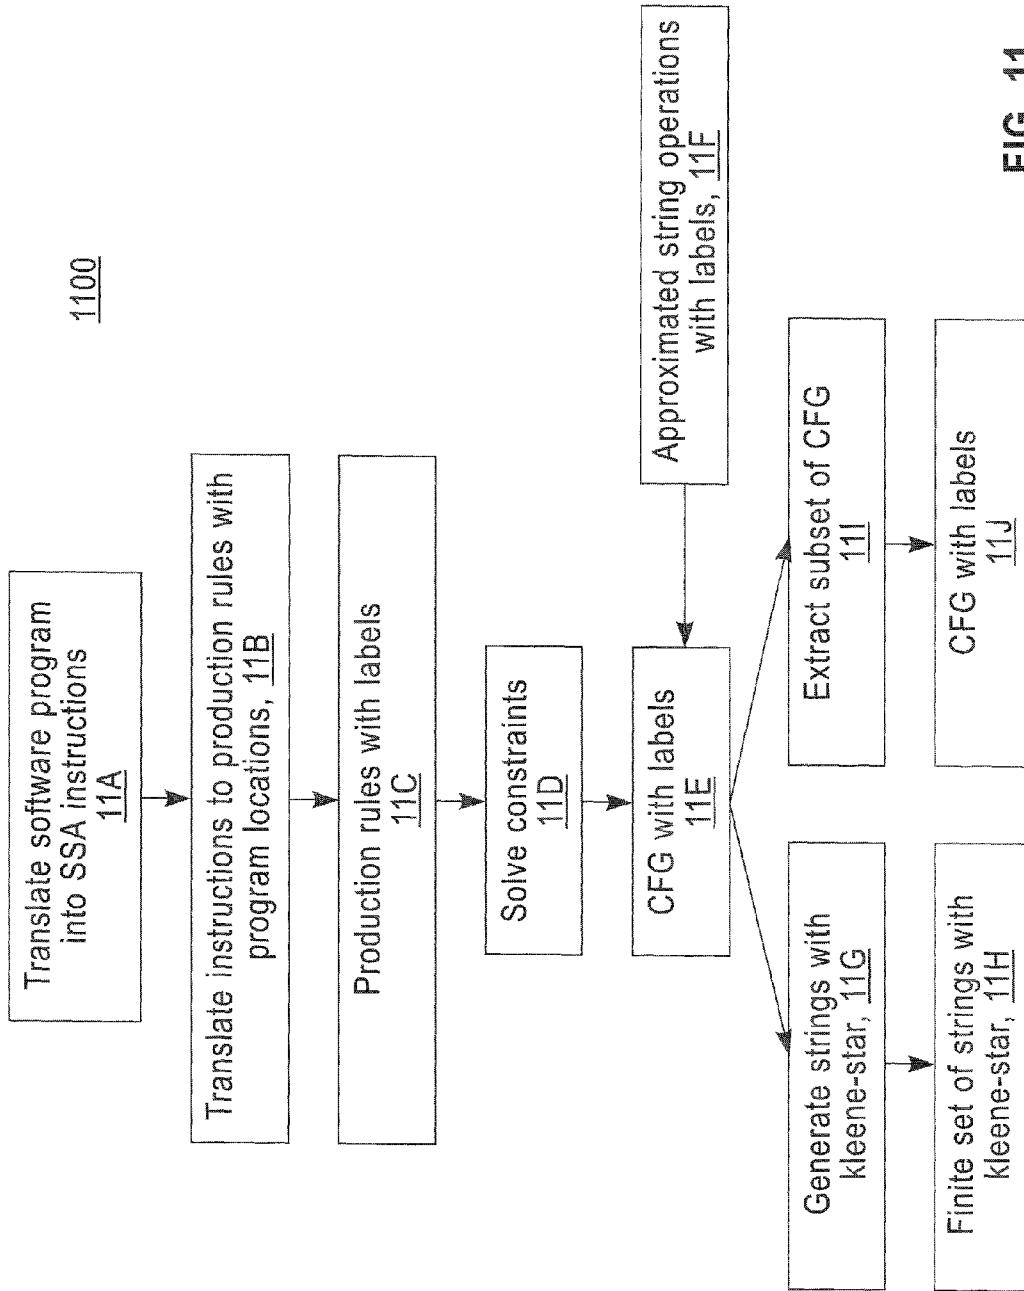 1100
Translate software program
into SSA instructions
11A
Translate instructions to production rules with
program locations, 11B
Production rules with labels
11C
Solve constraints
11D
CFG with labels
11E
Approximated string operations
with labels, 11F
Generate strings with
kleene-star, 11G
Finite set of strings with
kleene-star, 11H
Extract subset of CFG
11I
CFG with labels
11J
FIG. 11